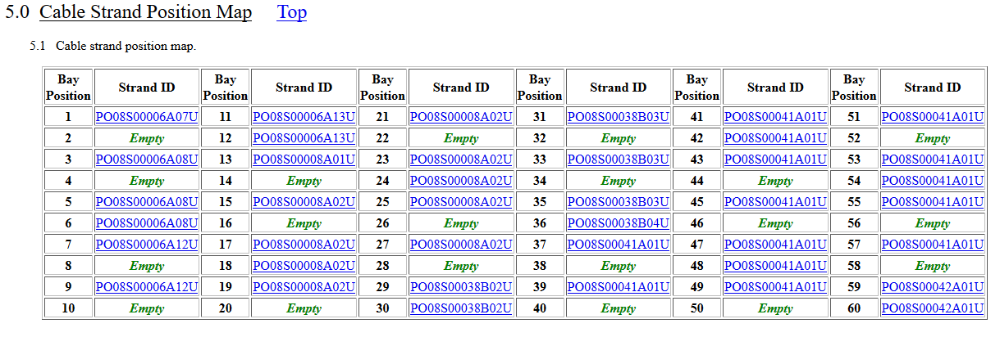 5.0 Cable Strand Position Map Top
5.1 Cable strand position map.
Bay Position Strand ID Bay Position Strand ID Bay Position Strand ID Bay Position Strand ID Bay Position Strand ID Bay Position Strand ID
1 PO08S00006A07U 11 PO08S00006A13U 21 PO08S00008A02U 31 PO08S00038B03U 41 PO08S00041A01U 51 PO08S00041A01U
2 Empty 12 PO08S00006A13U 22 Empty 32 Empty 42 PO08S00041A01U 52 Empty
3 PO08S00006A08U 13 PO08S00008A01U 23 PO08S00008A02U 33 PO08S00038B03U 43 PO08S00041A01U 53 PO08S00041A01U
4 Empty 14 Empty 24 PO08S00008A02U 34 Empty 44 Empty 54 PO08S00041A01U
5 PO08S00006A08U 15 PO08S00008A02U 25 PO08S00008A02U 35 PO08S00038B03U 45 PO08S00041A01U 55 PO08S00041A01U
6 PO08S00006A08U 16 Empty 26 Empty 36 PO08S00038B04U 46 Empty 56 Empty
7 PO08S00006A12U 17 PO08S00008A02U 27 PO08S00008A02U 37 PO08S00041A01U 47 PO08S00041A01U 57 PO08S00041A01U
8 Empty 18 PO08S00008A02U 28 Empty 38 Empty 48 PO08S00041A01U 58 Empty
9 PO08S00006A12U 19 PO08S00008A02U 29 PO08S00038B02U 39 PO08S00041A01U 49 PO08S00041A01U 59 PO08S00042A01U
10 Empty 20 Empty 30 PO08S00038B02U 40 Empty 50 Empty 60 PO08S00042A01U